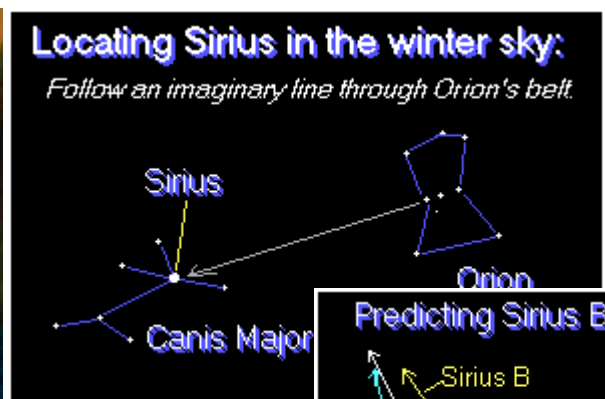 Locating Sirius in the winter sky:
Follow an imaginary line through Orion's belt.
Sirius
Orion
Canis Major
Predicting Sirius B
Sirius B